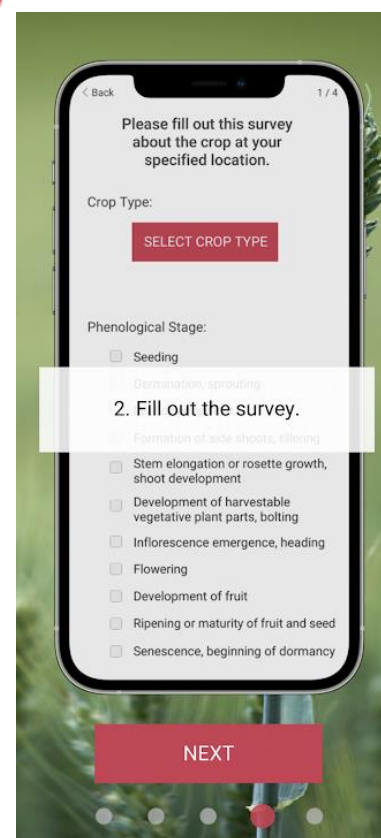 < Back
1 / 4
Please fill out this survey
about the crop at your
specified location.
Crop Type:
SELECT CROP TYPE
Phenological Stage:
Seeding
Germination, sprouting
2. Fill out the survey.
Formation of side shoots, tillering
Stem elongation or rosette growth,
shoot development
Development of harvestable
vegetative plant parts, bolting
Inflorescence emergence, heading
Flowering
Development of fruit
Ripening or maturity of fruit and seed
Senescence, beginning of dormancy
NEXT